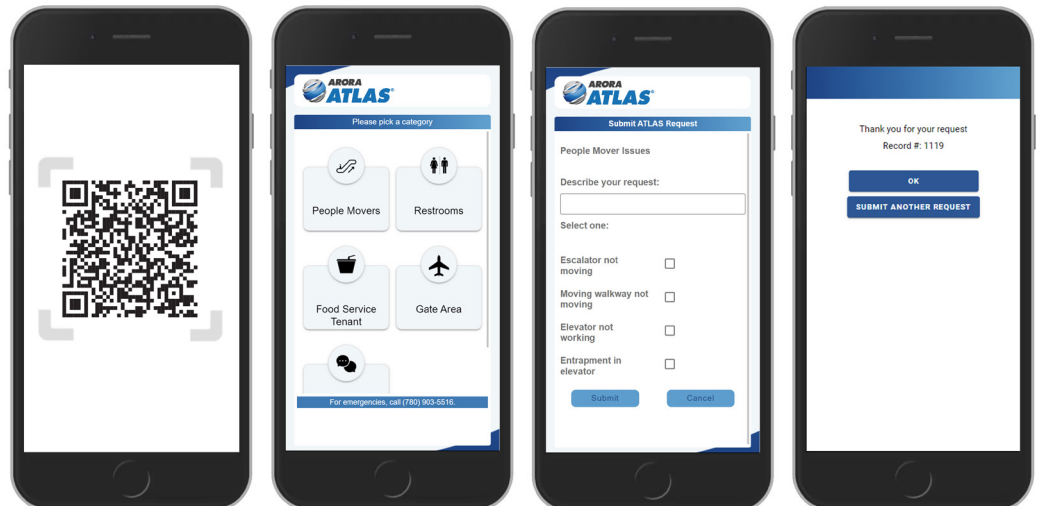 ARORA
ATLAS®
Please pick a category
People Movers
Restrooms
Food Service
Tenant
Gate Area
For emergencies, call (780) 903-5516.
ARORA
ATLAS®
Submit ATLAS Request
People Mover Issues
Describe your request:
Select one:
Escalator not
moving
Moving walkway not
moving
Elevator not
working
Entrapment in
elevator
Submit
Cancel
Thank you for your request
Record #: 1119
OK
SUBMIT ANOTHER REQUEST